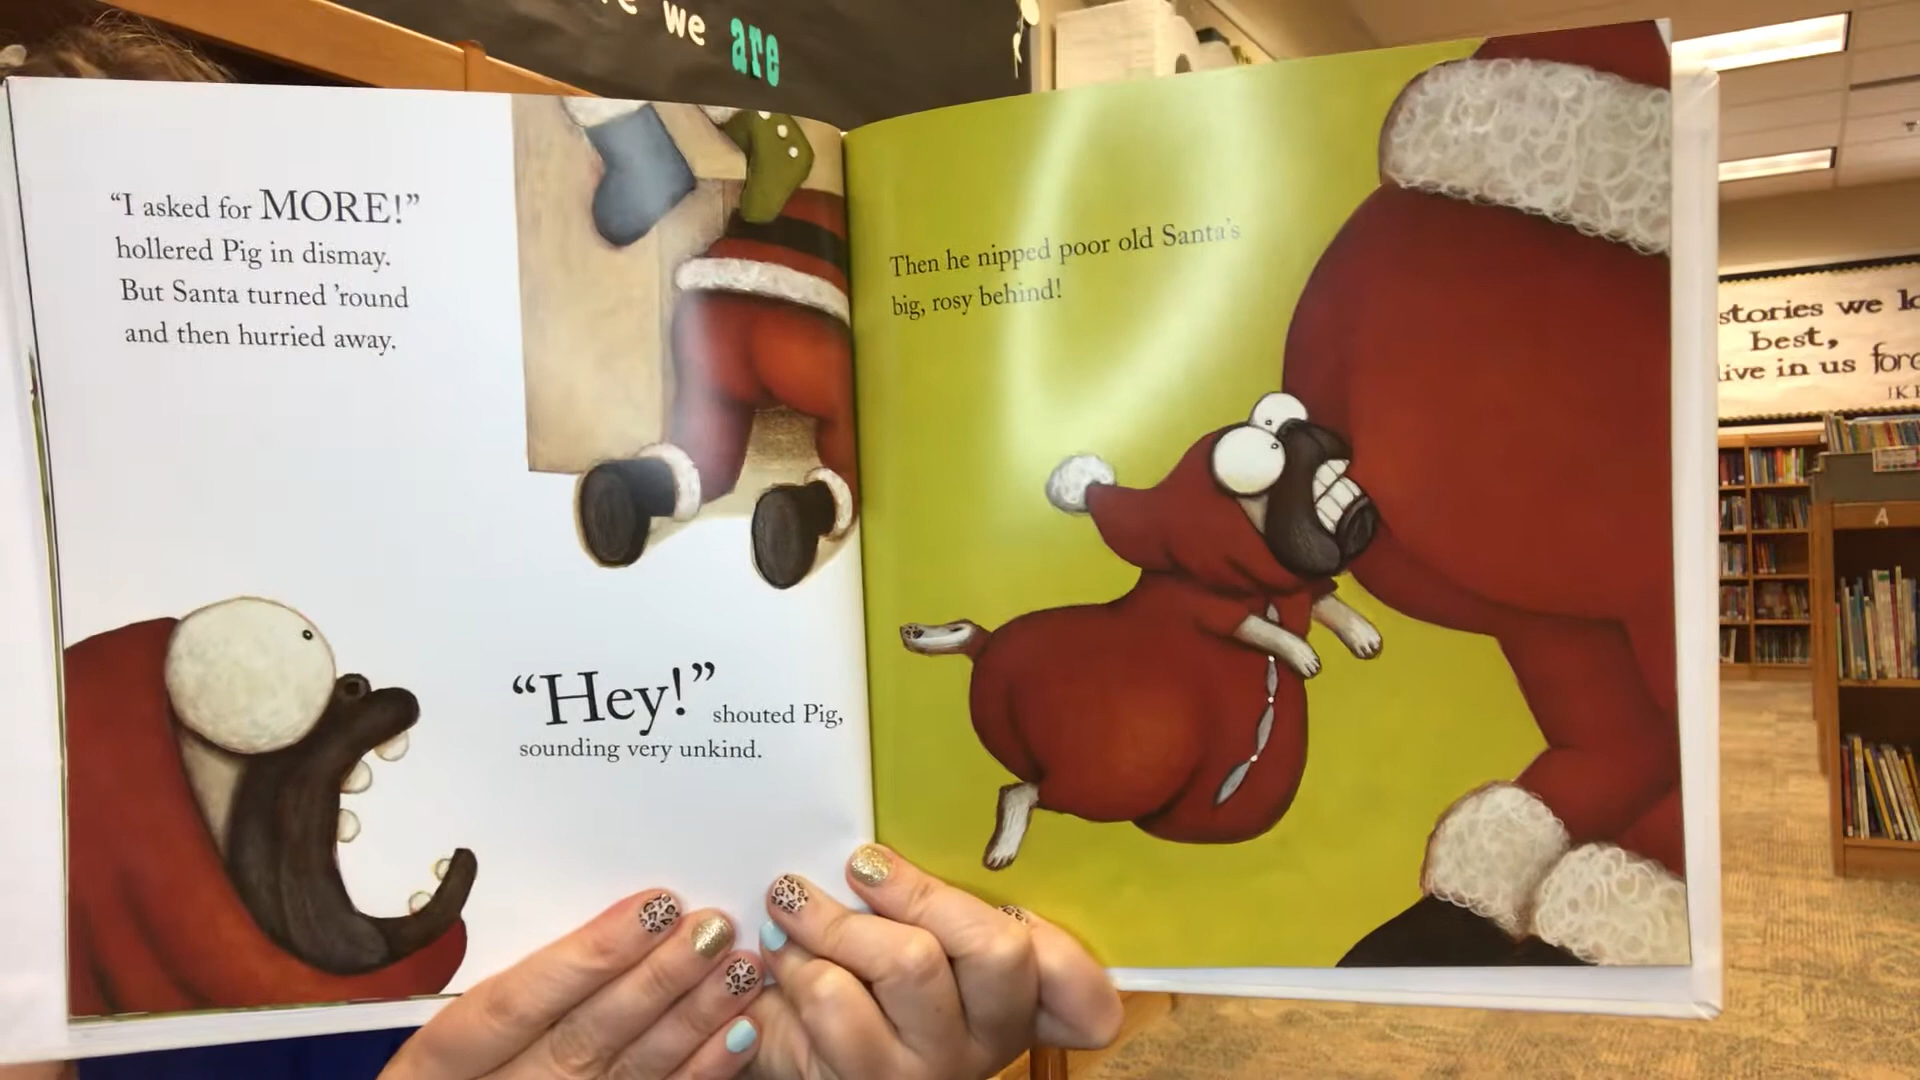 we are
“I asked for MORE!”
hollered Pig in dismay.
But Santa turned ’round
and then hurried away.
“Hey!” shouted Pig,
sounding very unkind.
Then he nipped poor old Santa’s
big, rosy behind!
stories we
best,
live in us
A